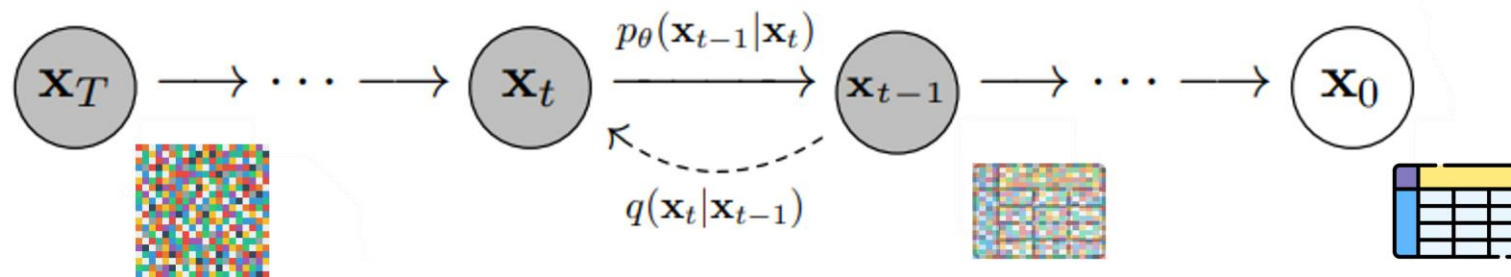 p_θ(x_{t−1}|x_t)
x_T ⟶ ··· ⟶ x_t ⟶ x_{t−1} ⟶ ··· ⟶ x_0
q(x_t|x_{t−1})